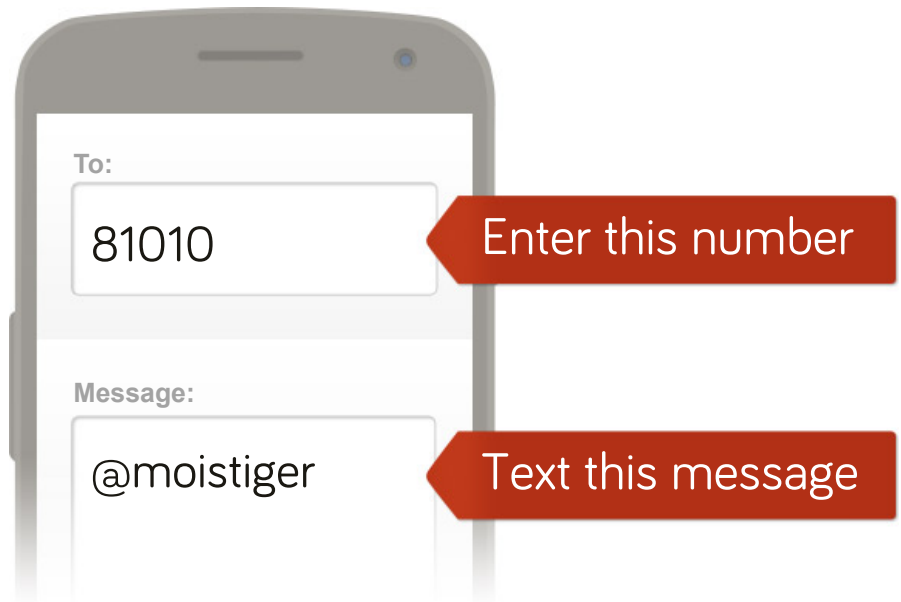 To:
81010
Enter this number
Message:
@moistiger
Text this message